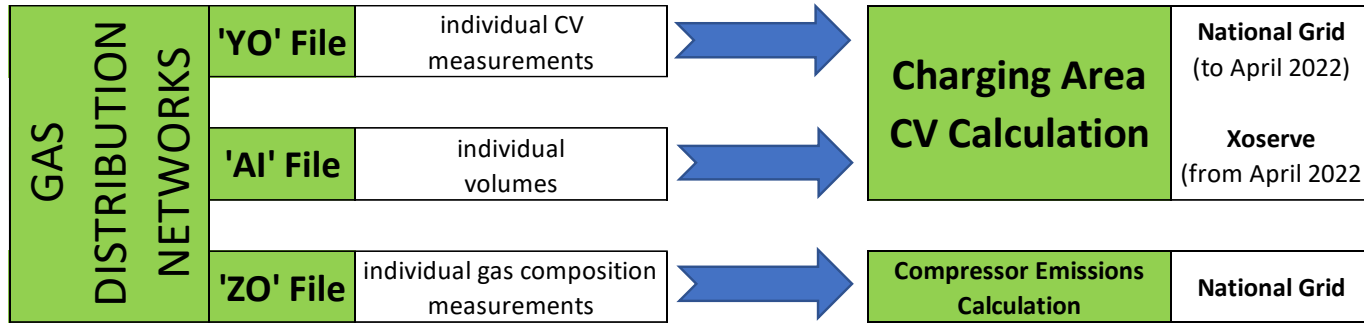 GAS
DISTRIBUTION
NETWORKS
'YO' File
individual CV
measurements
'AI' File
individual
volumes
'ZO' File
individual gas composition
measurements
Charging Area
CV Calculation
National Grid
(to April 2022)
Xoserve
(from April 2022
Compressor Emissions
Calculation
National Grid